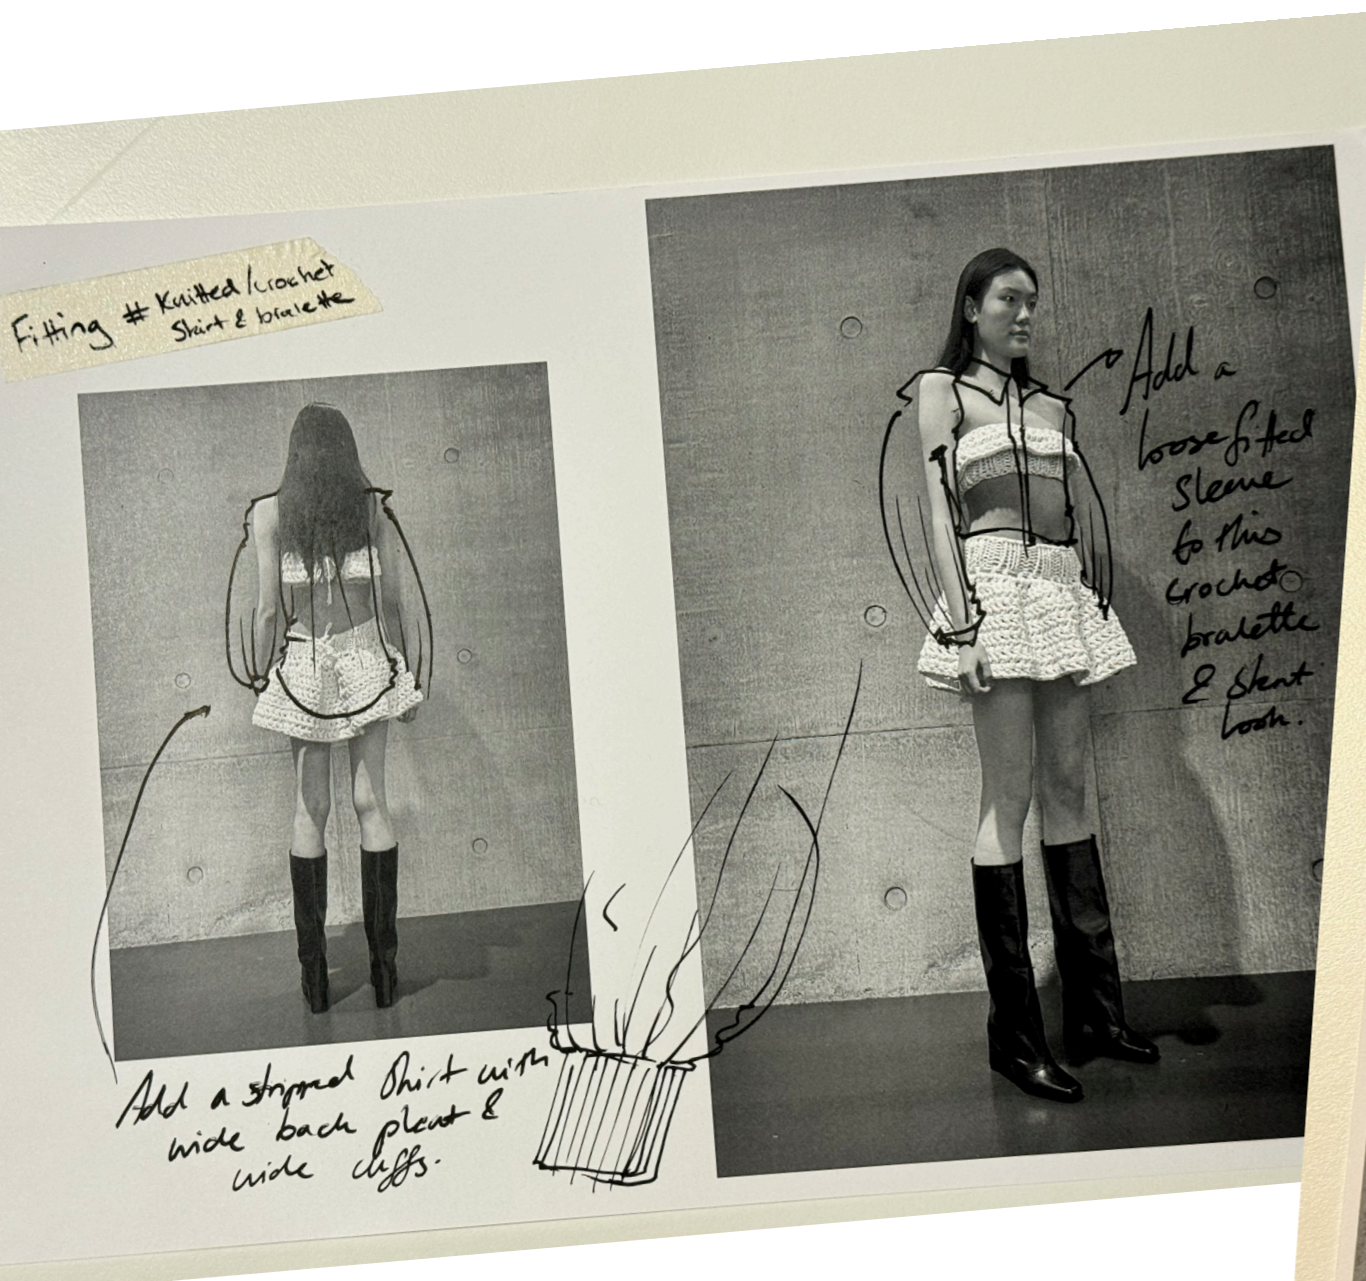 Fitting # Knitted/crochet
Skirt & bralette
Add a
loose fitted
Sleeve
to this
crochet
bralette
& skirt
look.
Add a stripped Shirt with
wide back pleat &
wide cuffs.